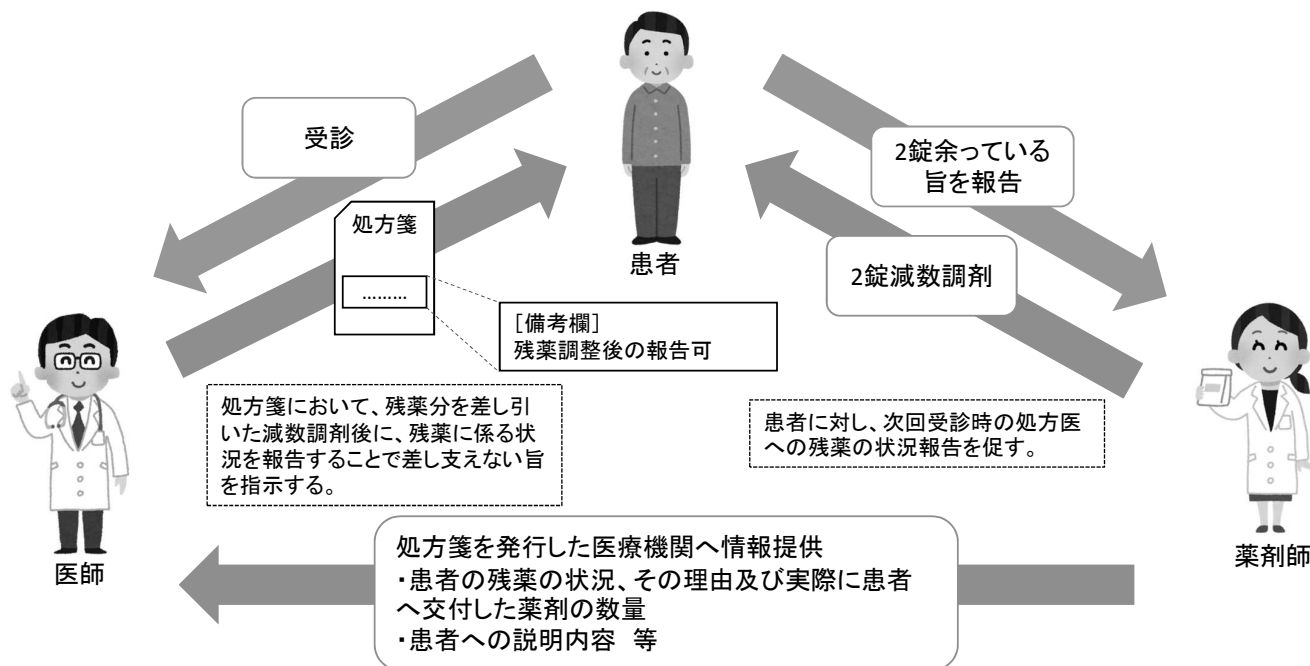 患者
受診
2錠余っている
旨を報告
処方箋
………
2錠減数調剤
［備考欄］
残薬調整後の報告可
処方箋において、残薬分を差し引
いた減数調剤後に、残薬に係る状
況を報告することで差し支えない旨
を指示する。
患者に対し、次回受診時の処方医
への残薬の状況報告を促す。
医師
薬剤師
処方箋を発行した医療機関へ情報提供
・患者の残薬の状況、その理由及び実際に患者
へ交付した薬剤の数量
・患者への説明内容　等